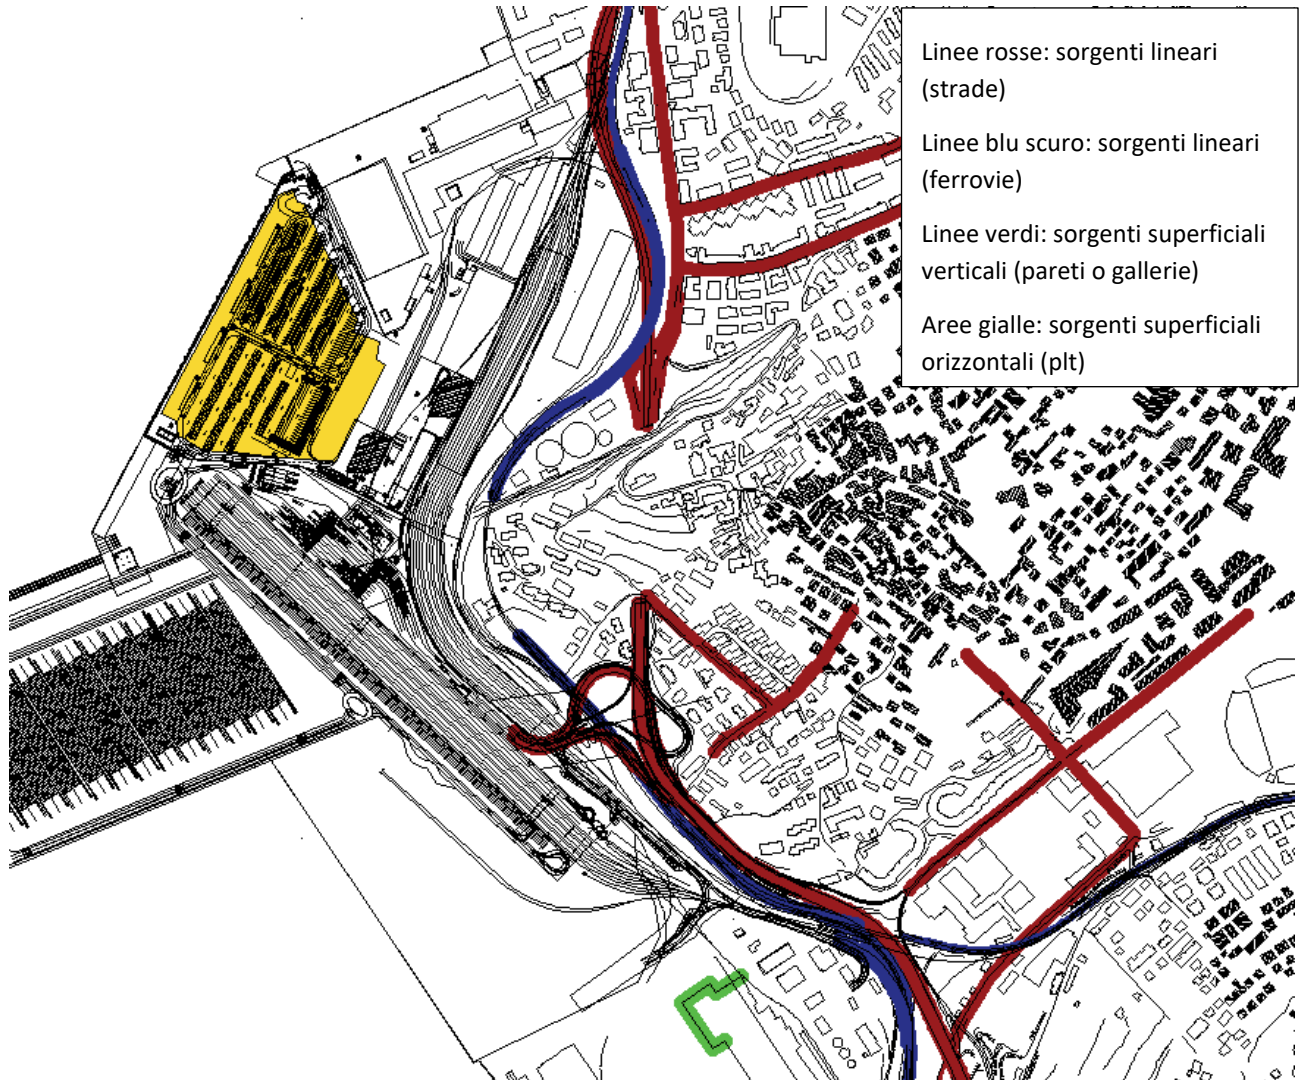 Linee rosse: sorgenti lineari
(strade)
Linee blu scuro: sorgenti lineari
(ferrovie)
Linee verdi: sorgenti superficiali
verticali (pareti o gallerie)
Aree gialle: sorgenti superficiali
orizzontali (plt)